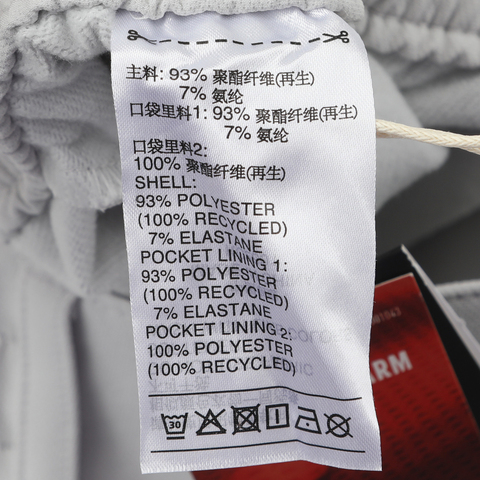 主料: 93% 聚酯纤维(再生)
7% 氨纶
口袋里料1: 93% 聚酯纤维(再生)
7% 氨纶
口袋里料2:
100% 聚酯纤维(再生)
SHELL:
93% POLYESTER
(100% RECYCLED)
7% ELASTANE
POCKET LINING 1:
93% POLYESTER
(100% RECYCLED)
7% ELASTANE
POCKET LINING 2:
100% POLYESTER
(100% RECYCLED)
30
ARM